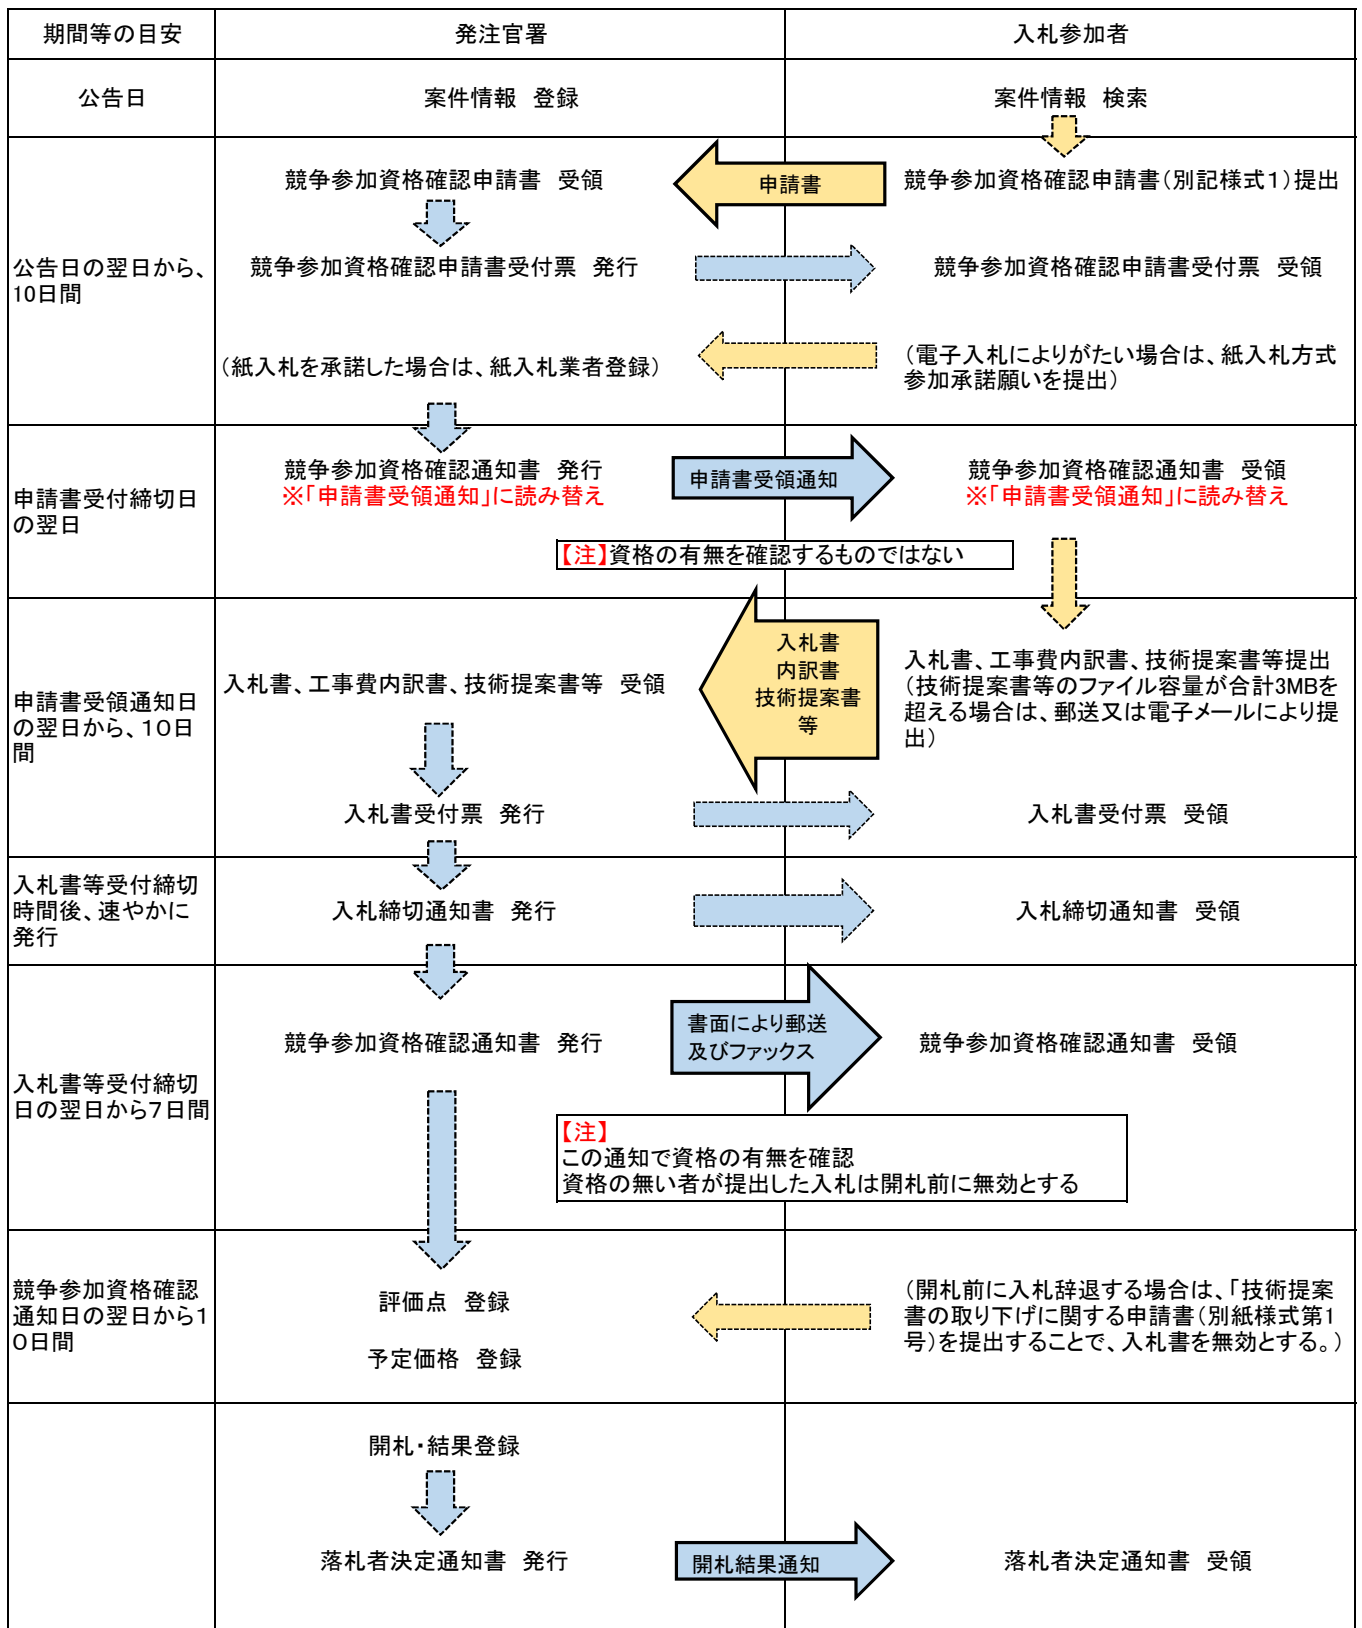 期間等の目安
発注官署
入札参加者
公告日
案件情報　登録
案件情報　検索
公告日の翌日から、
10日間
競争参加資格確認申請書　受領
申請書
競争参加資格確認申請書（別記様式１）提出
競争参加資格確認申請書受付票　発行
競争参加資格確認申請書受付票　受領
（紙入札を承諾した場合は、紙入札業者登録）
（電子入札によりがたい場合は、紙入札方式
参加承諾願いを提出）
申請書受付締切日
の翌日
競争参加資格確認通知書　発行
※「申請書受領通知」に読み替え
申請書受領通知
競争参加資格確認通知書　受領
※「申請書受領通知」に読み替え
【注】資格の有無を確認するものではない
申請書受領通知日
の翌日から、１０日
間
入札書、工事費内訳書、技術提案書等　受領
入札書
内訳書
技術提案書
等
入札書、工事費内訳書、技術提案書等提出
（技術提案書等のファイル容量が合計3MBを
超える場合は、郵送又は電子メールにより提
出）
入札書受付票　発行
入札書受付票　受領
入札書等受付締切
時間後、速やかに
発行
入札締切通知書　発行
入札締切通知書　受領
入札書等受付締切
日の翌日から７日間
競争参加資格確認通知書　発行
書面により郵送
及びファックス
競争参加資格確認通知書　受領
【注】
この通知で資格の有無を確認
資格の無い者が提出した入札は開札前に無効とする
競争参加資格確認
通知日の翌日から１
０日間
評価点　登録
予定価格　登録
（開札前に入札辞退する場合は、「技術提案
書の取り下げに関する申請書（別紙様式第1
号）を提出することで、入札書を無効とする。）
開札・結果登録
落札者決定通知書　発行
開札結果通知
落札者決定通知書　受領